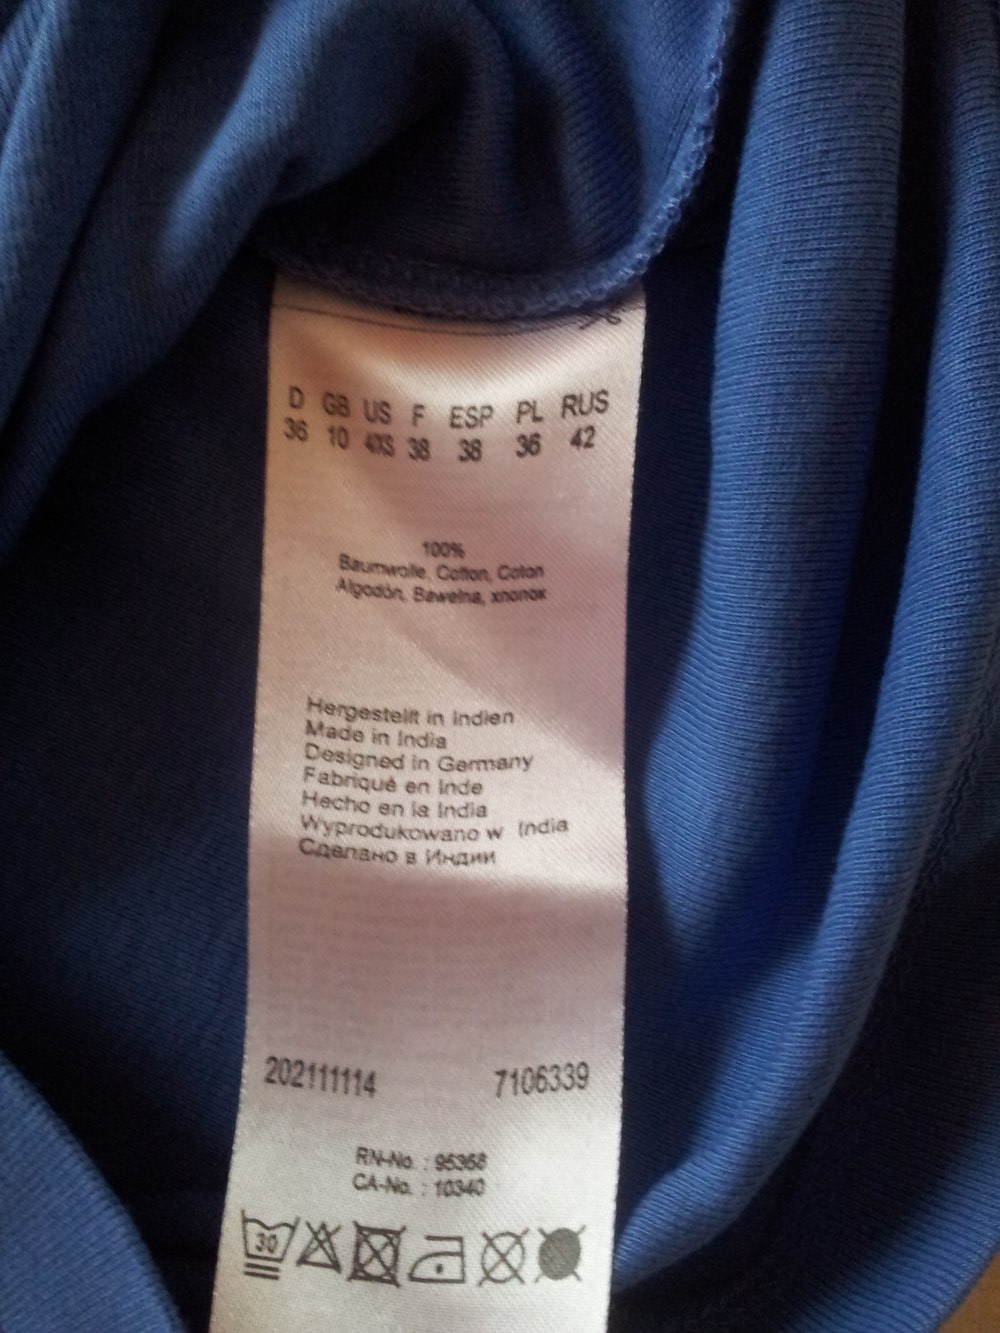 D GB US F ESP PL RUS
36 10 4XS 38 38 36 42
100%
Baumwolle, Cotton, Coton
Algodón, Bawełna, хлопок
Hergestellt in Indien
Made in India
Designed in Germany
Fabriqué en Inde
Hecho en la India
Wyprodukowano w India
Сделано в Индии
202111114 7106339
RN-No. : 95368
CA-No. : 10340
30